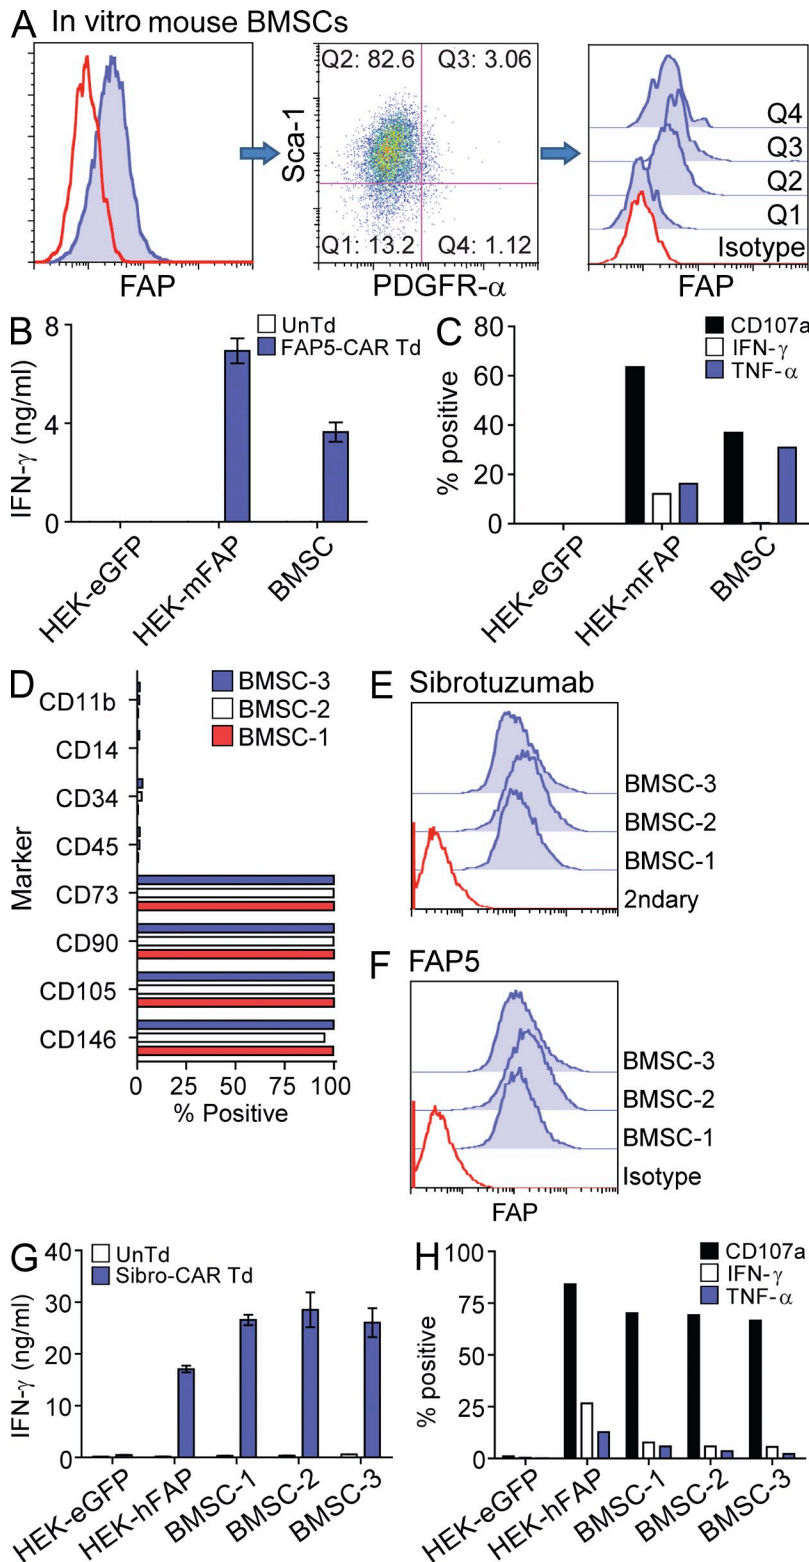 A In vitro mouse BMSCs
Q2: 82.6 Q3: 3.06
Q1: 13.2 Q4: 1.12
Sca-1
PDGFR-α
FAP
Q4
Q3
Q2
Q1
Isotype
FAP
B
UnTd
FAP5-CAR Td
IFN-γ (ng/ml)
8
4
0
HEK-eGFP
HEK-mFAP
BMSC
C
CD107a
IFN-γ
TNF-α
% positive
80
60
40
20
0
HEK-eGFP
HEK-mFAP
BMSC
D
BMSC-3
BMSC-2
BMSC-1
Marker
CD11b
CD14
CD34
CD45
CD73
CD90
CD105
CD146
0 25 50 75 100
% Positive
E Sibrotuzumab
BMSC-3
BMSC-2
BMSC-1
2ndary
F FAP5
BMSC-3
BMSC-2
BMSC-1
Isotype
FAP
G
UnTd
Sibro-CAR Td
IFN-γ (ng/ml)
40
30
20
10
0
HEK-eGFP
HEK-hFAP
BMSC-1
BMSC-2
BMSC-3
H
CD107a
IFN-γ
TNF-α
% positive
100
75
50
25
0
HEK-eGFP
HEK-hFAP
BMSC-1
BMSC-2
BMSC-3